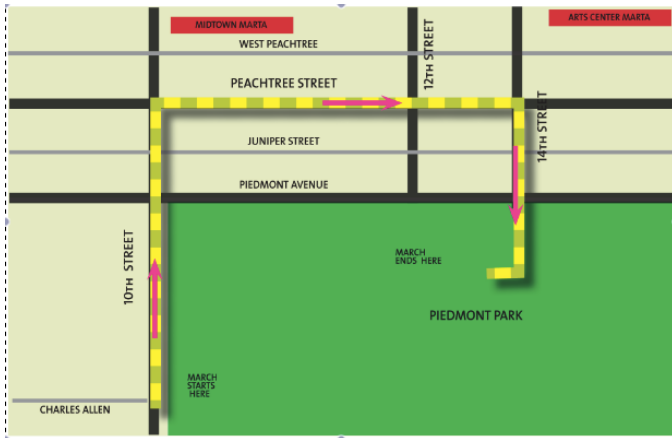 MIDTOWN MARTA
ARTS CENTER MARTA
WEST PEACHTREE
12TH STREET
PEACHTREE STREET
14TH STREET
JUNIPER STREET
PIEDMONT AVENUE
10TH STREET
MARCH
ENDS HERE
PIEDMONT PARK
MARCH
STARTS
HERE
CHARLES ALLEN